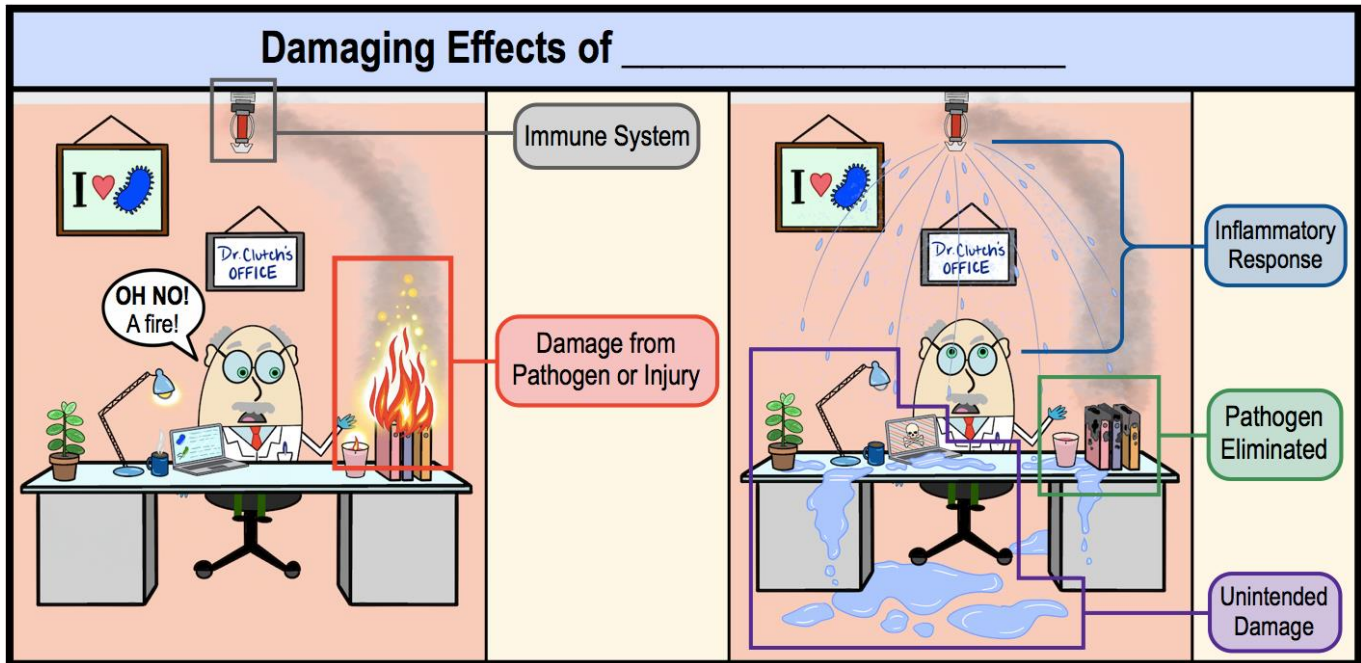 Damaging Effects of ______________________
Immune System
I
Dr. Clutch's
OFFICE
OH NO!
A fire!
Damage from
Pathogen or Injury
I
Dr. Clutch's
OFFICE
Inflammatory
Response
Pathogen
Eliminated
Unintended
Damage